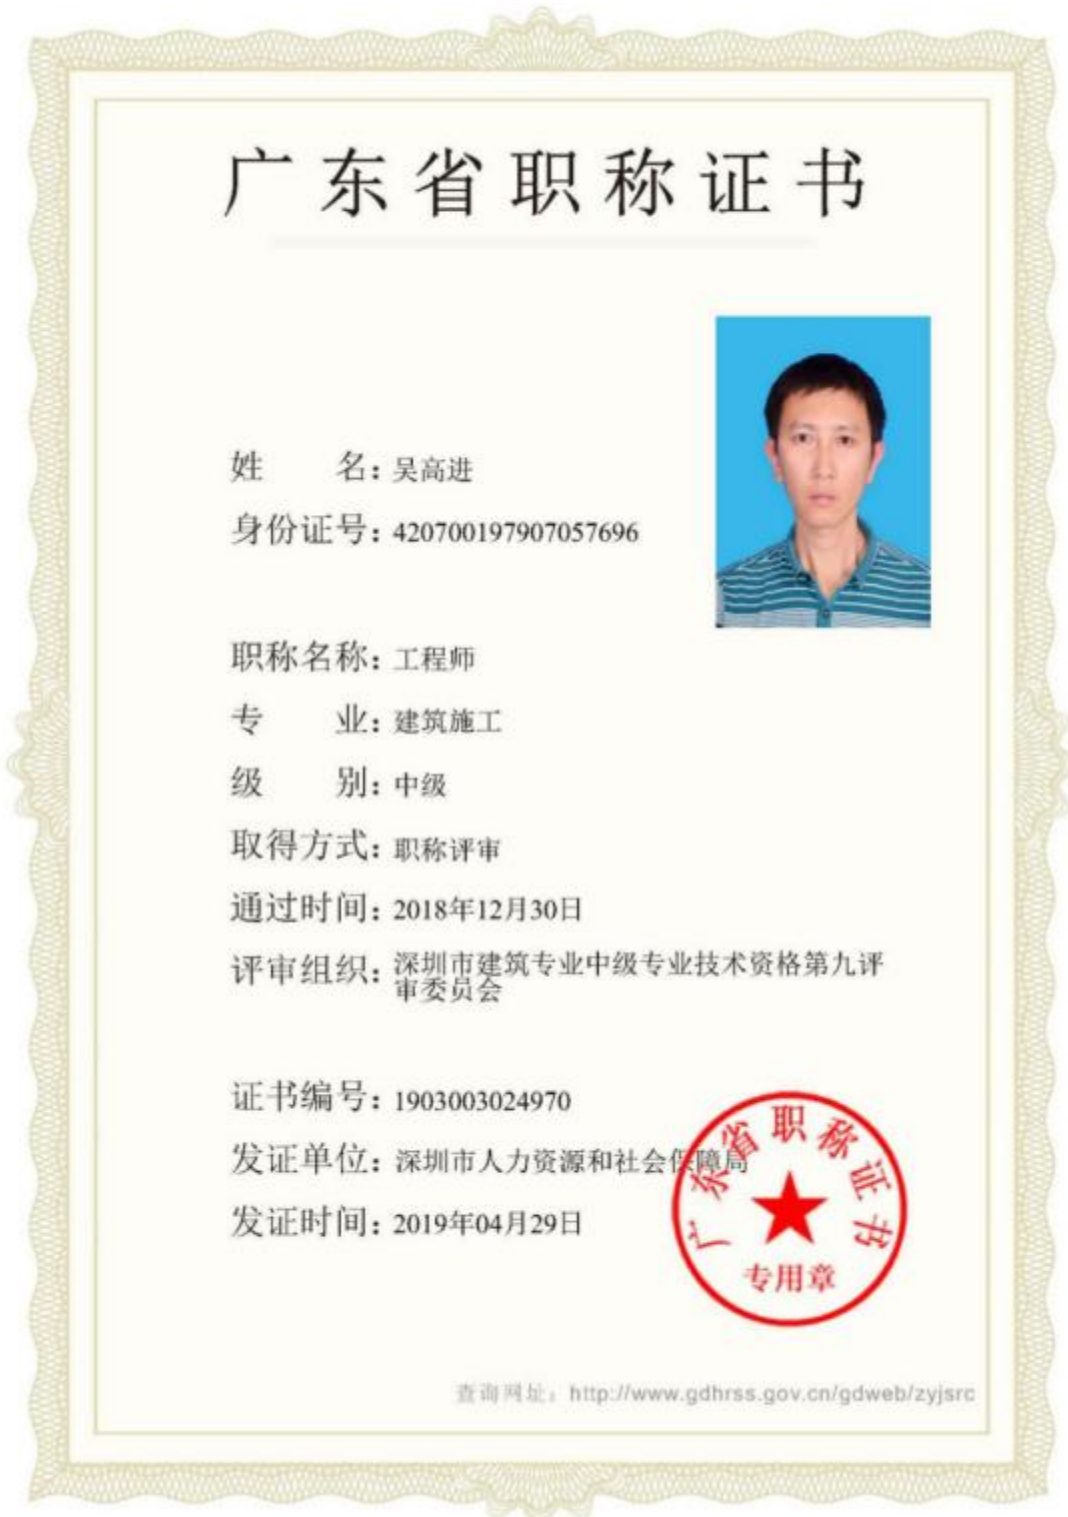 广东省职称证书
姓 名：吴高进
身份证号：420700197907057696
职称名称：工程师
专 业：建筑施工
级 别：中级
取得方式：职称评审
通过时间：2018年12月30日
评审组织：深圳市建筑专业中级专业技术资格第九评
审委员会
证书编号：1903003024970
发证单位：深圳市人力资源和社会保障局
发证时间：2019年04月29日
广东省职称证书
专用章
查询网址：http://www.gdhrss.gov.cn/gdweb/zyjsrc